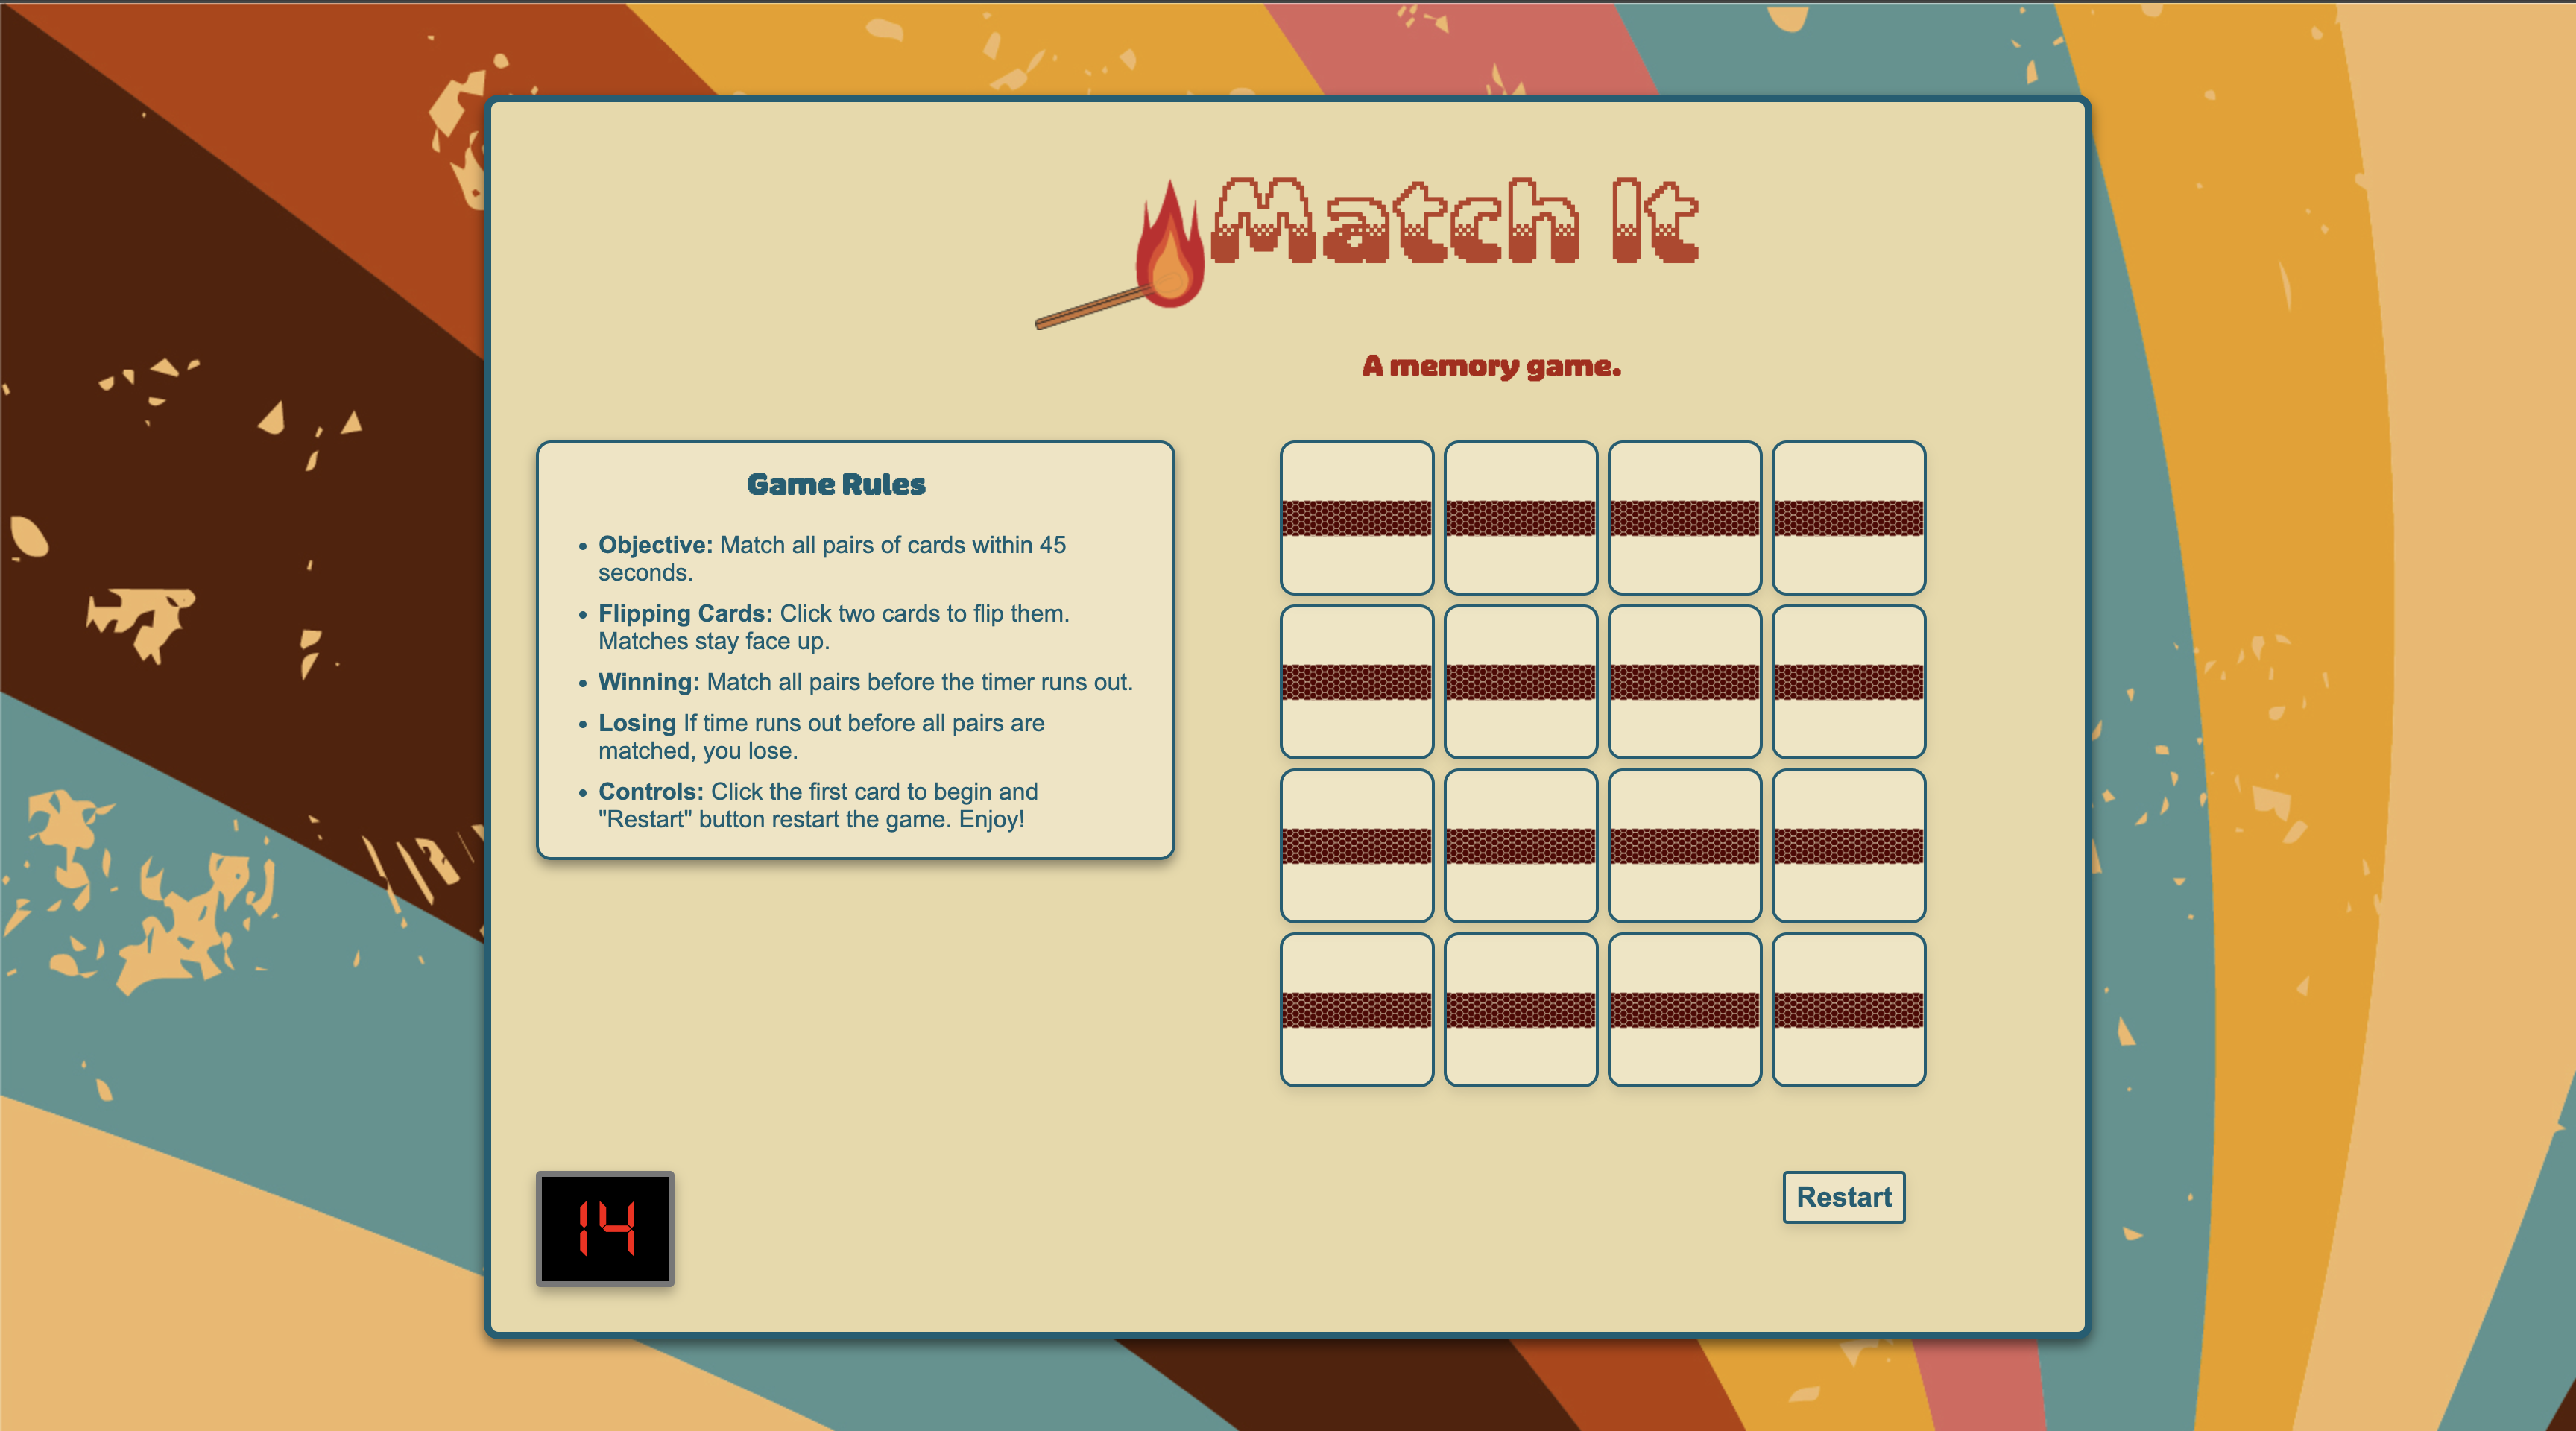 Match It
A memory game.
Game Rules
• Objective: Match all pairs of cards within 45
seconds.
• Flipping Cards: Click two cards to flip them.
Matches stay face up.
• Winning: Match all pairs before the timer runs out.
• Losing If time runs out before all pairs are
matched, you lose.
• Controls: Click the first card to begin and
"Restart" button restart the game. Enjoy!
14
Restart